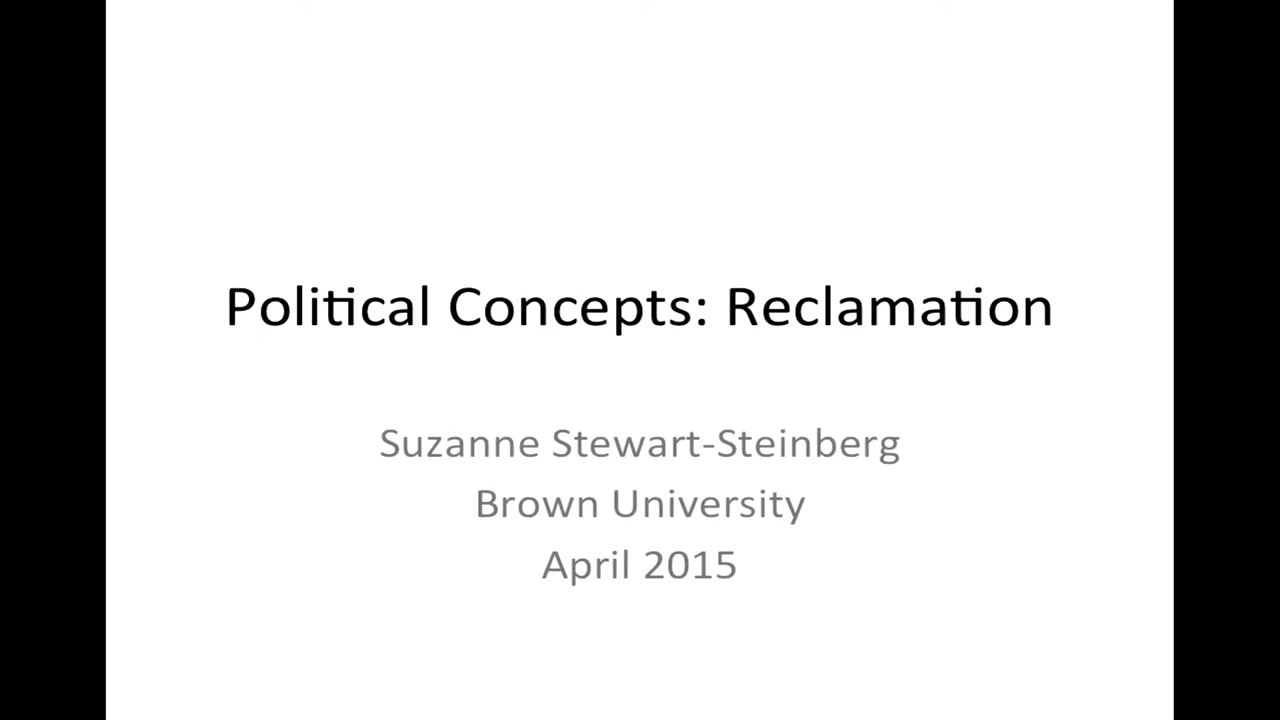 Political Concepts: Reclamation
Suzanne Stewart-Steinberg
Brown University
April 2015